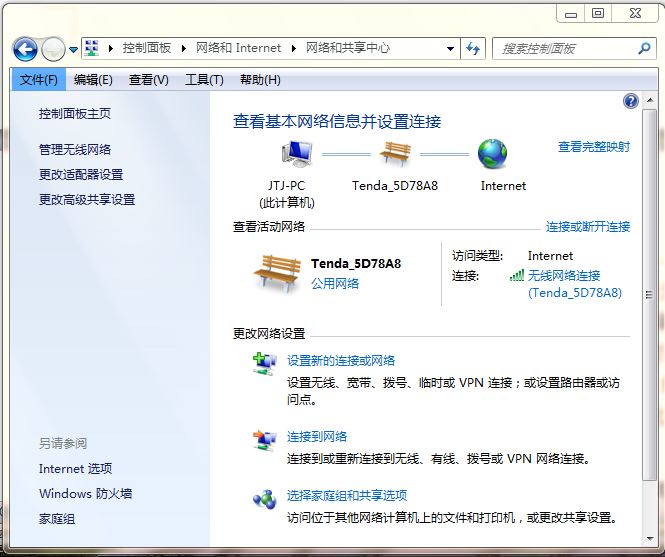 控制面板 网络和 Internet 网络和共享中心
搜索控制面板
文件(F) 编辑(E) 查看(V) 工具(T) 帮助(H)
控制面板主页
管理无线网络
更改适配器设置
更改高级共享设置
另请参阅
Internet 选项
Windows 防火墙
家庭组
查看基本网络信息并设置连接
查看完整映射
JTJ-PC
(此计算机)
Tenda_5D78A8
Internet
查看活动网络
连接或断开连接
Tenda_5D78A8
公用网络
访问类型: Internet
连接: 无线网络连接
(Tenda_5D78A8)
更改网络设置
设置新的连接或网络
设置无线、宽带、拨号、临时或 VPN 连接；或设置路由器或访
问点。
连接到网络
连接到或重新连接到无线、有线、拨号或 VPN 网络连接。
选择家庭组和共享选项
访问位于其他网络计算机上的文件和打印机，或更改共享设置。